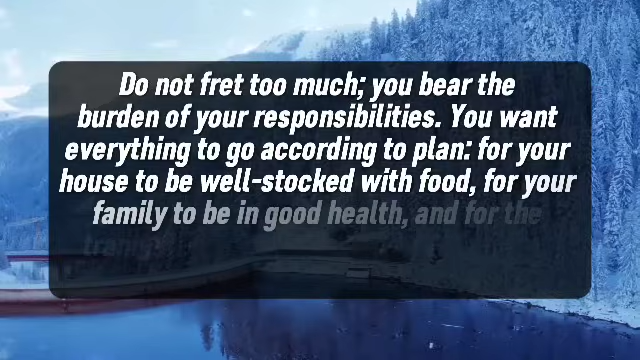 Do not fret too much; you bear the
burden of your responsibilities. You want
everything to go according to plan: for your
house to be well-stocked with food, for your
family to be in good health, and for the